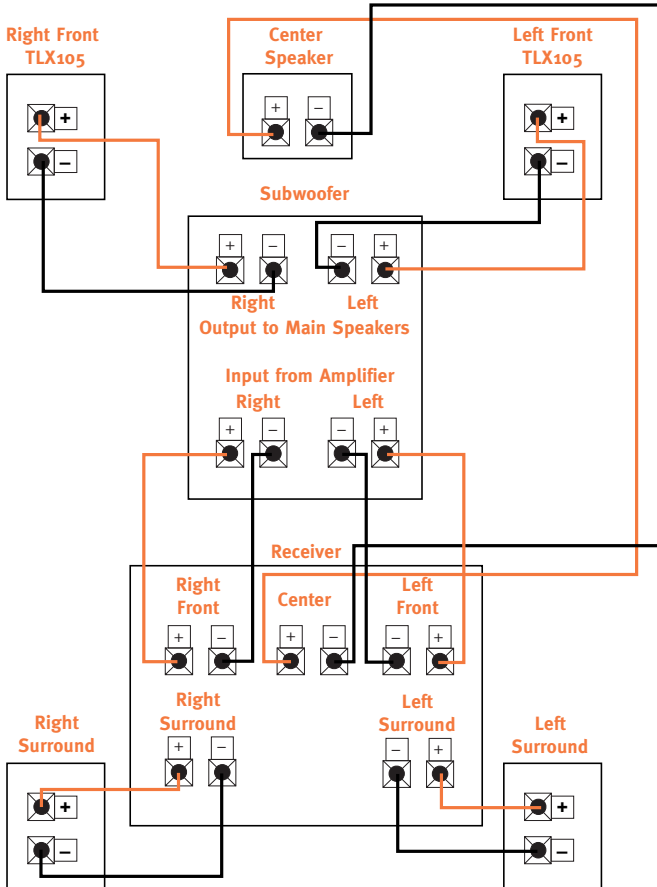 Right Front
TLX105
Center
Speaker
Left Front
TLX105
+
−
+ −
+
−
Subwoofer
+ − − +
Right Left
Output to Main Speakers
Input from Amplifier
Right Left
+ − − +
Receiver
Right
Front
Center
Left
Front
+ − + − − +
Right
Surround
Left
Surround
+ − − +
Right
Surround
Left
Surround
+
−
+
−